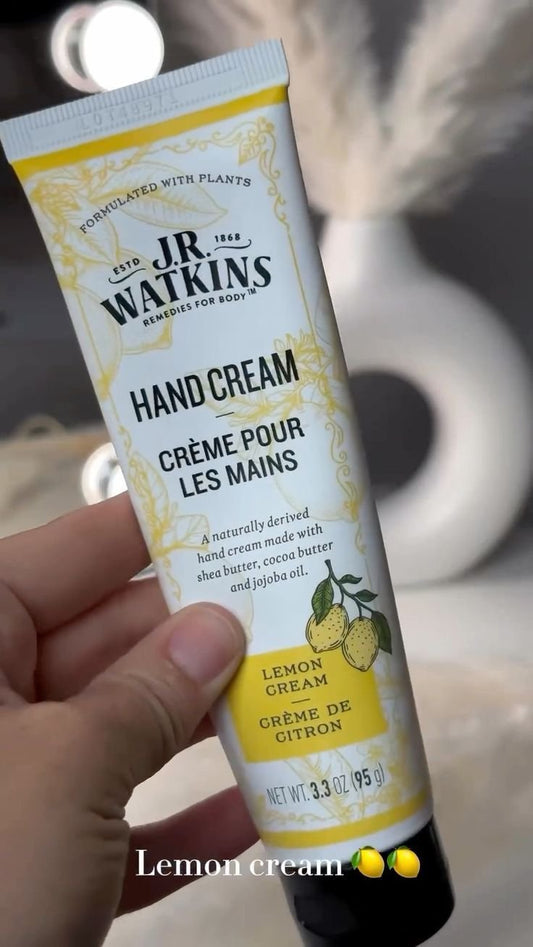 FORMULATED WITH PLANTS
ESTD J.R. 1868
WATKINS
REMEDIES FOR BODY™
HAND CREAM
—
CRÈME POUR
LES MAINS
A naturally derived
hand cream made with
shea butter, cocoa butter
and jojoba oil.
LEMON
CREAM
—
CRÈME DE
CITRON
NET WT. 3.3 OZ (95 g)
Lemon cream 🍋🍋